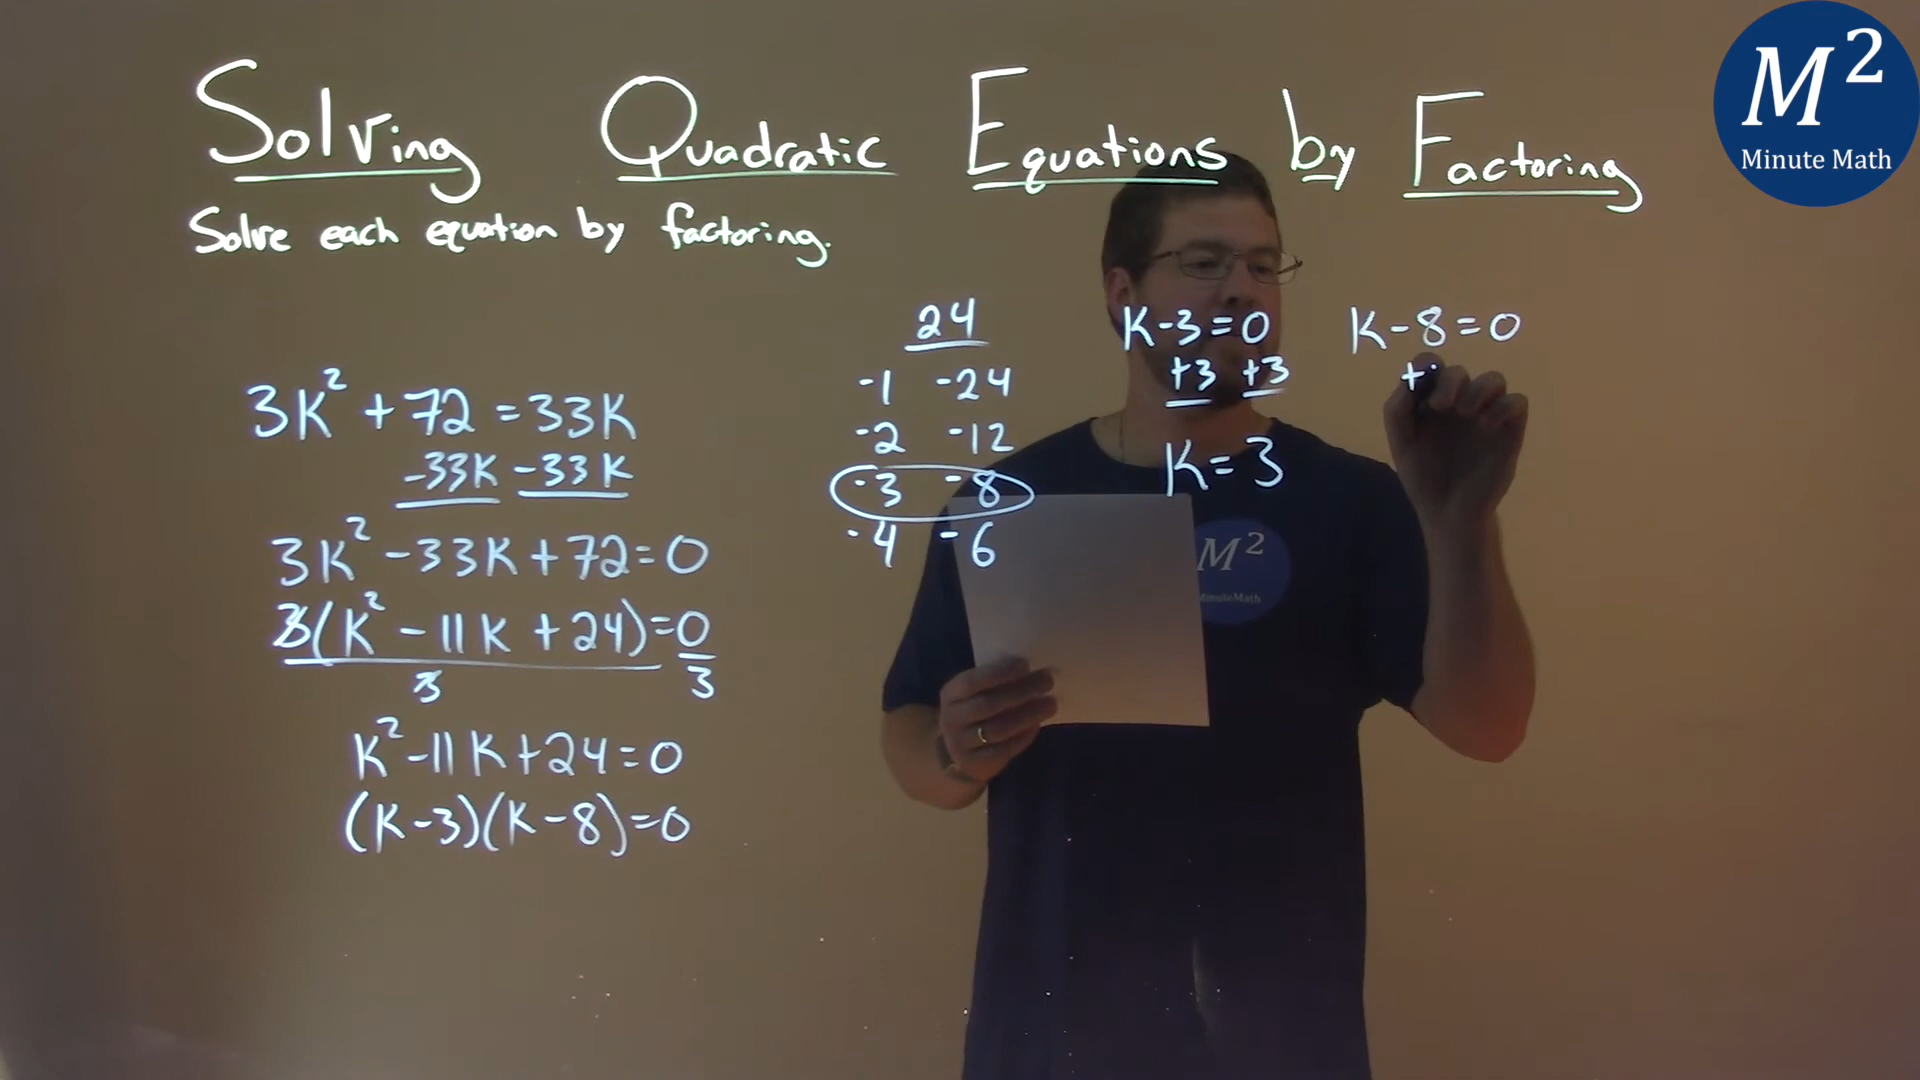 Solving Quadratic Equations by Factoring
Solve each equation by factoring.
3K² + 72 = 33K
-33K -33K
3K² - 33K + 72 = 0
3(K² - 11K + 24) = 0
3 3
K² - 11K + 24 = 0
(K - 3)(K - 8) = 0
24
-1 -24
-2 -12
-3 -8
-4 -6
K - 3 = 0
+3 +3
K = 3
K - 8 = 0
+
M²
MinuteMath
M²
Minute Math